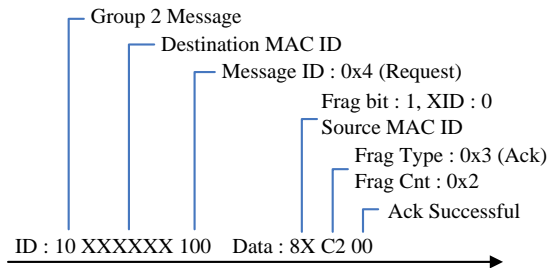 Group 2 Message
Destination MAC ID
Message ID : 0x4 (Request)
Frag bit : 1, XID : 0
Source MAC ID
Frag Type : 0x3 (Ack)
Frag Cnt : 0x2
Ack Successful
ID : 10 XXXXXX 100 Data : 8X C2 00